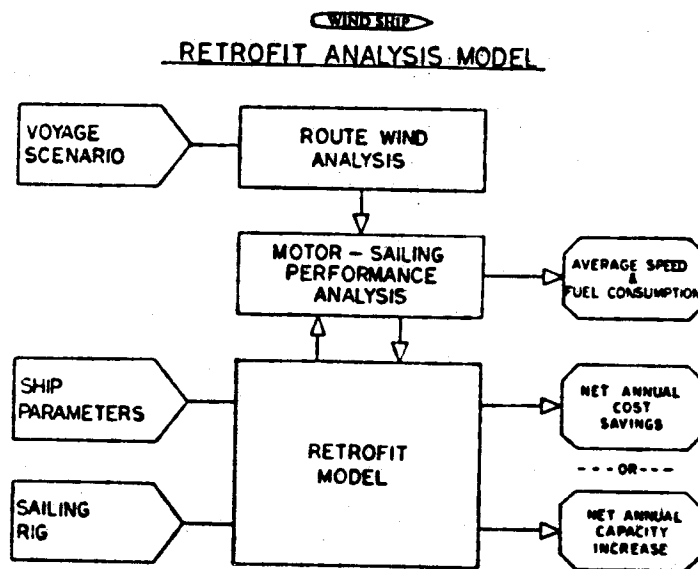 WIND SHIP
RETROFIT ANALYSIS MODEL
VOYAGE
SCENARIO
ROUTE WIND
ANALYSIS
MOTOR – SAILING
PERFORMANCE
ANALYSIS
AVERAGE SPEED
&
FUEL CONSUMPTION
SHIP
PARAMETERS
RETROFIT
MODEL
NET ANNUAL
COST
SAVINGS
---OR---
SAILING
RIG
NET ANNUAL
CAPACITY
INCREASE